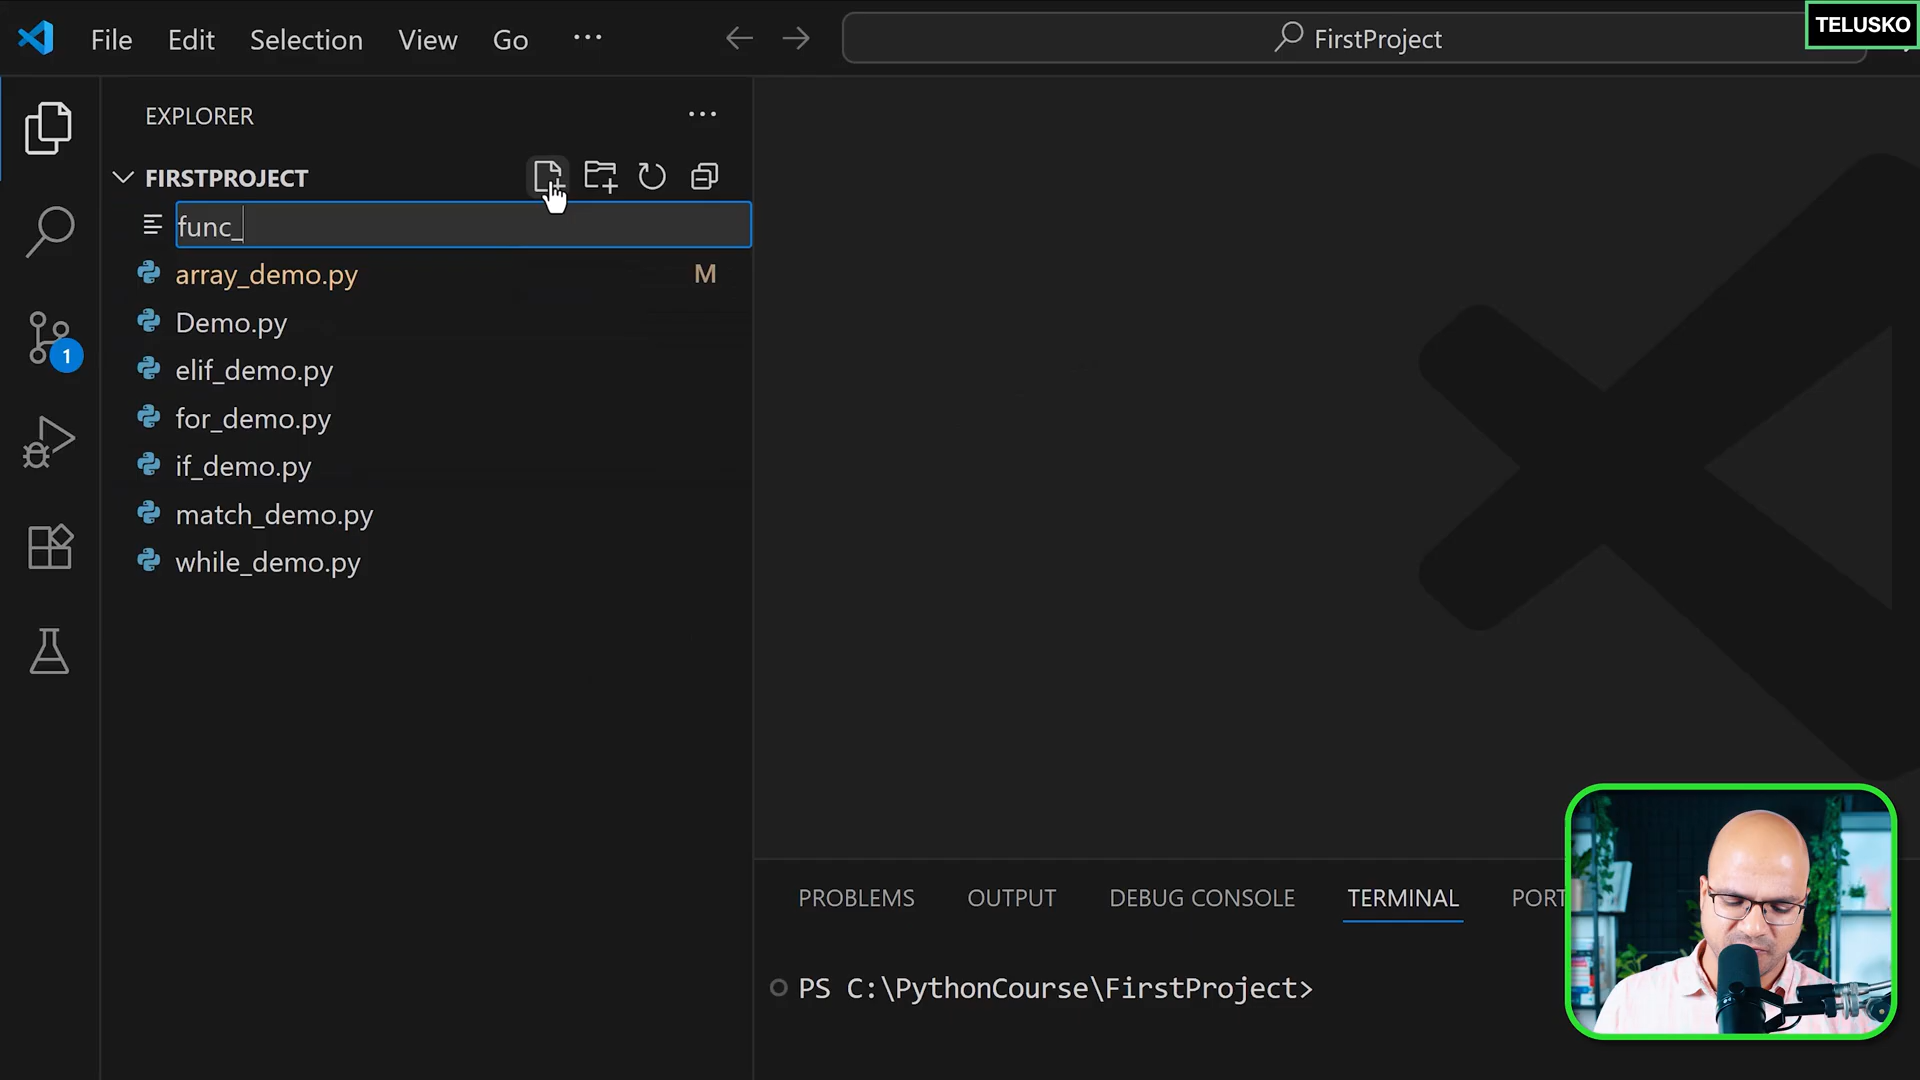 File Edit Selection View Go ··· FirstProject TELUSKO
EXPLORER ···
FIRSTPROJECT
func_
array_demo.py M
Demo.py
elif_demo.py
1
for_demo.py
if_demo.py
match_demo.py
while_demo.py
PROBLEMS OUTPUT DEBUG CONSOLE TERMINAL PORT
PS C:\PythonCourse\FirstProject>